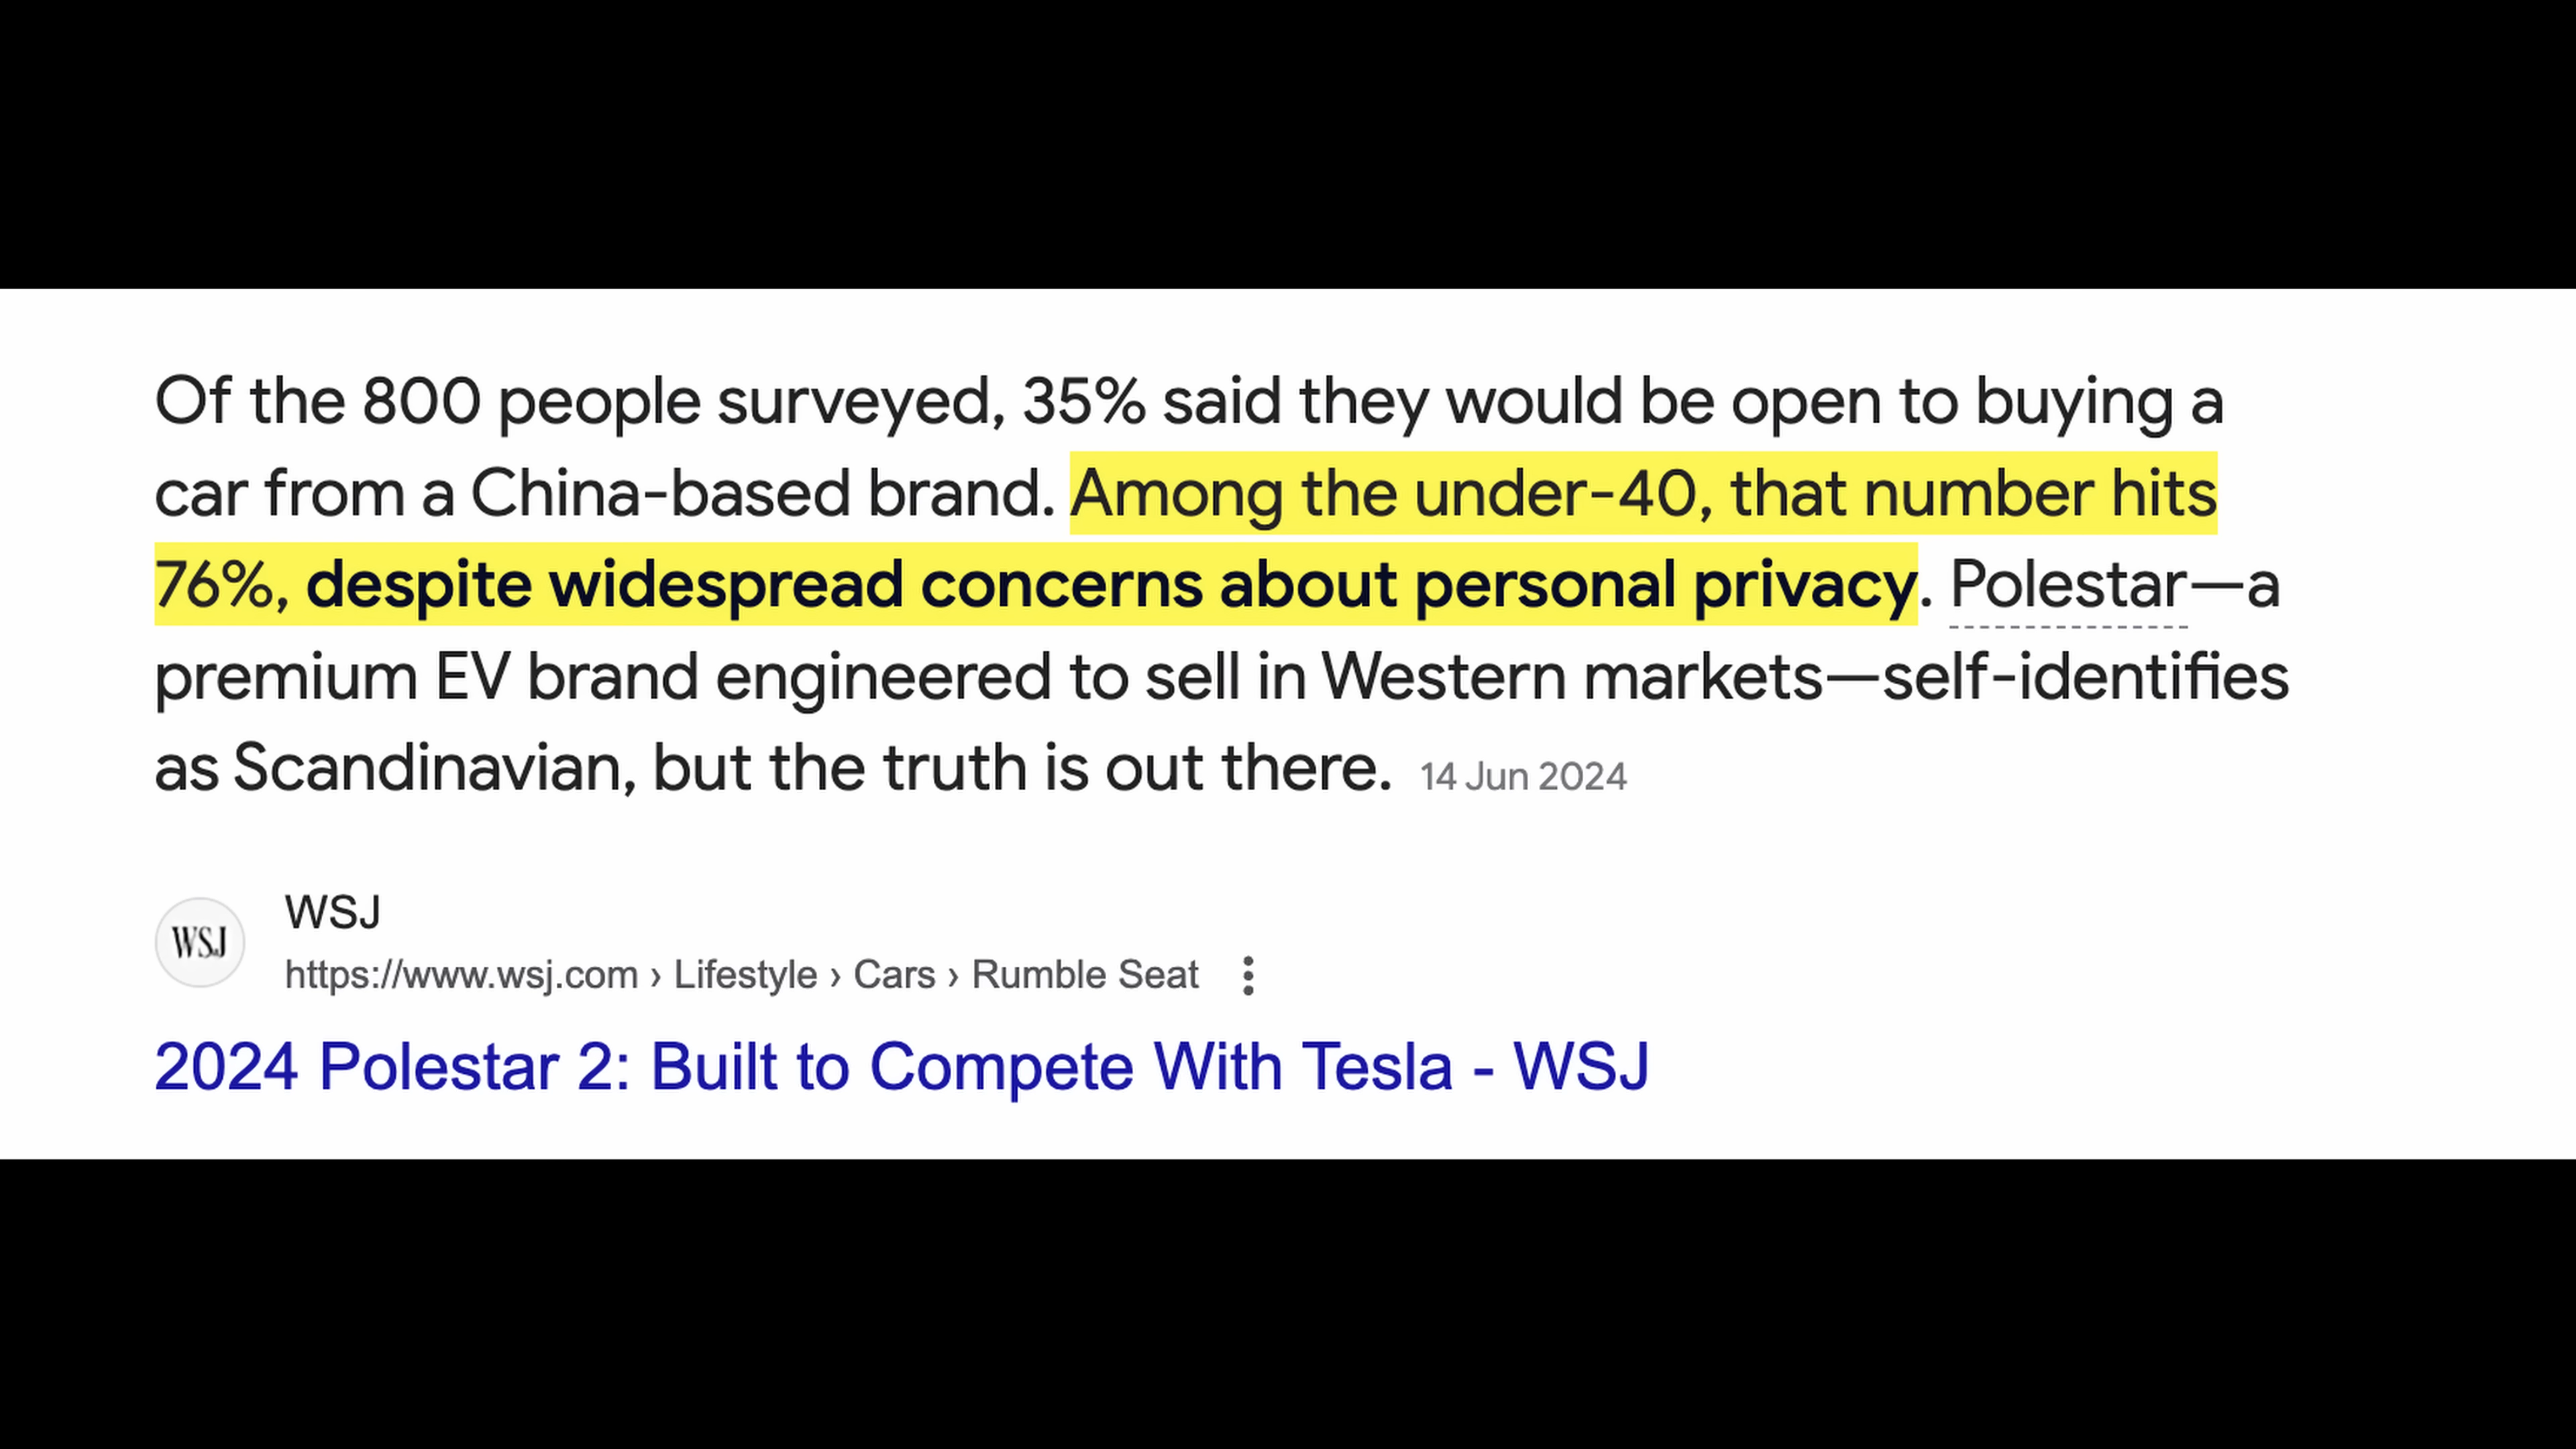 Of the 800 people surveyed, 35% said they would be open to buying a
car from a China-based brand. Among the under-40, that number hits
76%, despite widespread concerns about personal privacy. Polestar—a
premium EV brand engineered to sell in Western markets—self-identifies
as Scandinavian, but the truth is out there. 14 Jun 2024
WSJ
WSJ
https://www.wsj.com › Lifestyle › Cars › Rumble Seat
2024 Polestar 2: Built to Compete With Tesla - WSJ